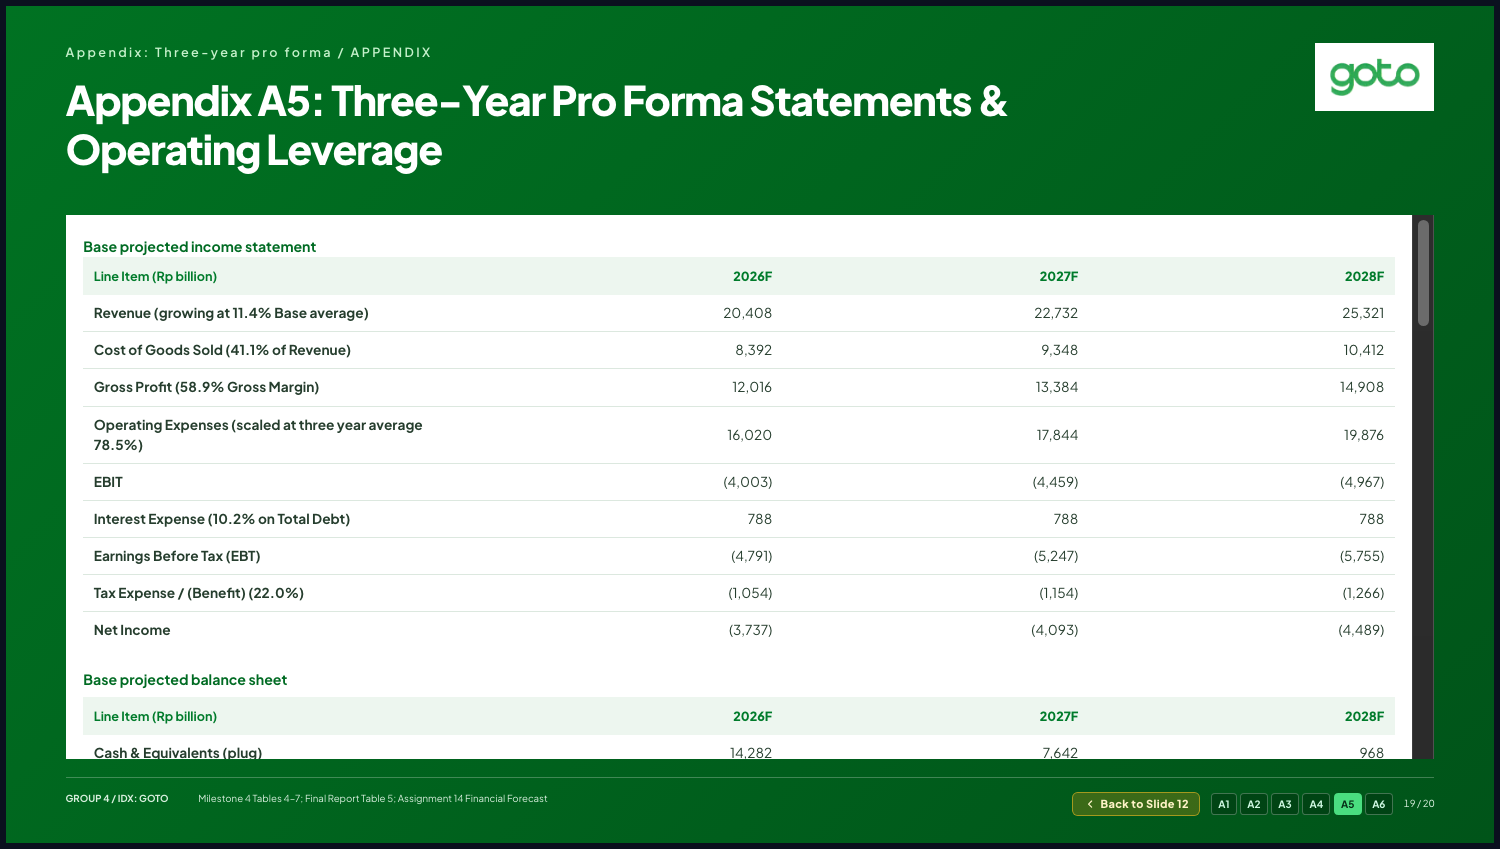 Appendix: Three-year pro forma / APPENDIX
goto
Appendix A5: Three-Year Pro Forma Statements &
Operating Leverage
Base projected income statement
Line Item (Rp billion) 2026F 2027F 2028F
Revenue (growing at 11.4% Base average) 20,408 22,732 25,321
Cost of Goods Sold (41.1% of Revenue) 8,392 9,348 10,412
Gross Profit (58.9% Gross Margin) 12,016 13,384 14,908
Operating Expenses (scaled at three year average
78.5%) 16,020 17,844 19,876
EBIT (4,003) (4,459) (4,967)
Interest Expense (10.2% on Total Debt) 788 788 788
Earnings Before Tax (EBT) (4,791) (5,247) (5,755)
Tax Expense / (Benefit) (22.0%) (1,054) (1,154) (1,266)
Net Income (3,737) (4,093) (4,489)
Base projected balance sheet
Line Item (Rp billion) 2026F 2027F 2028F
Cash & Equivalents (plug) 14,282 7,642 968
GROUP 4 / IDX: GOTO Milestone 4 Tables 4-7; Final Report Table 5; Assignment 14 Financial Forecast
Back to Slide 12 A1 A2 A3 A4 A5 A6 19 / 20